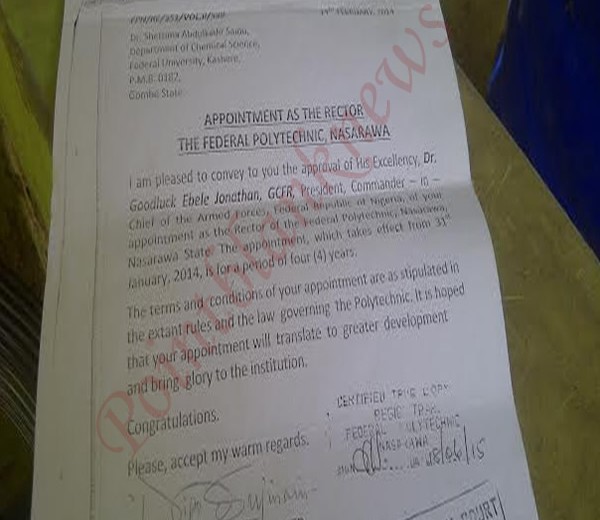 19th FEBRUARY, 2014
Dr. Shettima Abdulkadir Saidu,
Department of Chemical Science,
Federal University, Kashere,
P.M.B. 0182,
Gombe State.
APPOINTMENT AS THE RECTOR
THE FEDERAL POLYTECHNIC, NASARAWA
I am pleased to convey to you the approval of His Excellency, Dr.
Goodluck Ebele Jonathan, GCFR, President, Commander – in –
Chief of the Armed Forces, Federal Republic of Nigeria, of your
appointment as the Rector of the Federal Polytechnic, Nasarawa,
Nasarawa State. The appointment, which takes effect from 31st
January, 2014, is for a period of four (4) years.
The terms and conditions of your appointment are as stipulated in
the extant rules and the law governing the Polytechnic. It is hoped
that your appointment will translate to greater development
and bring glory to the institution.
Congratulations.
Please, accept my warm regards.
CERTIFIED TRUE COPY
FEDERAL POLYTECHNIC
NASARAWA
COURT
Pointblanknews